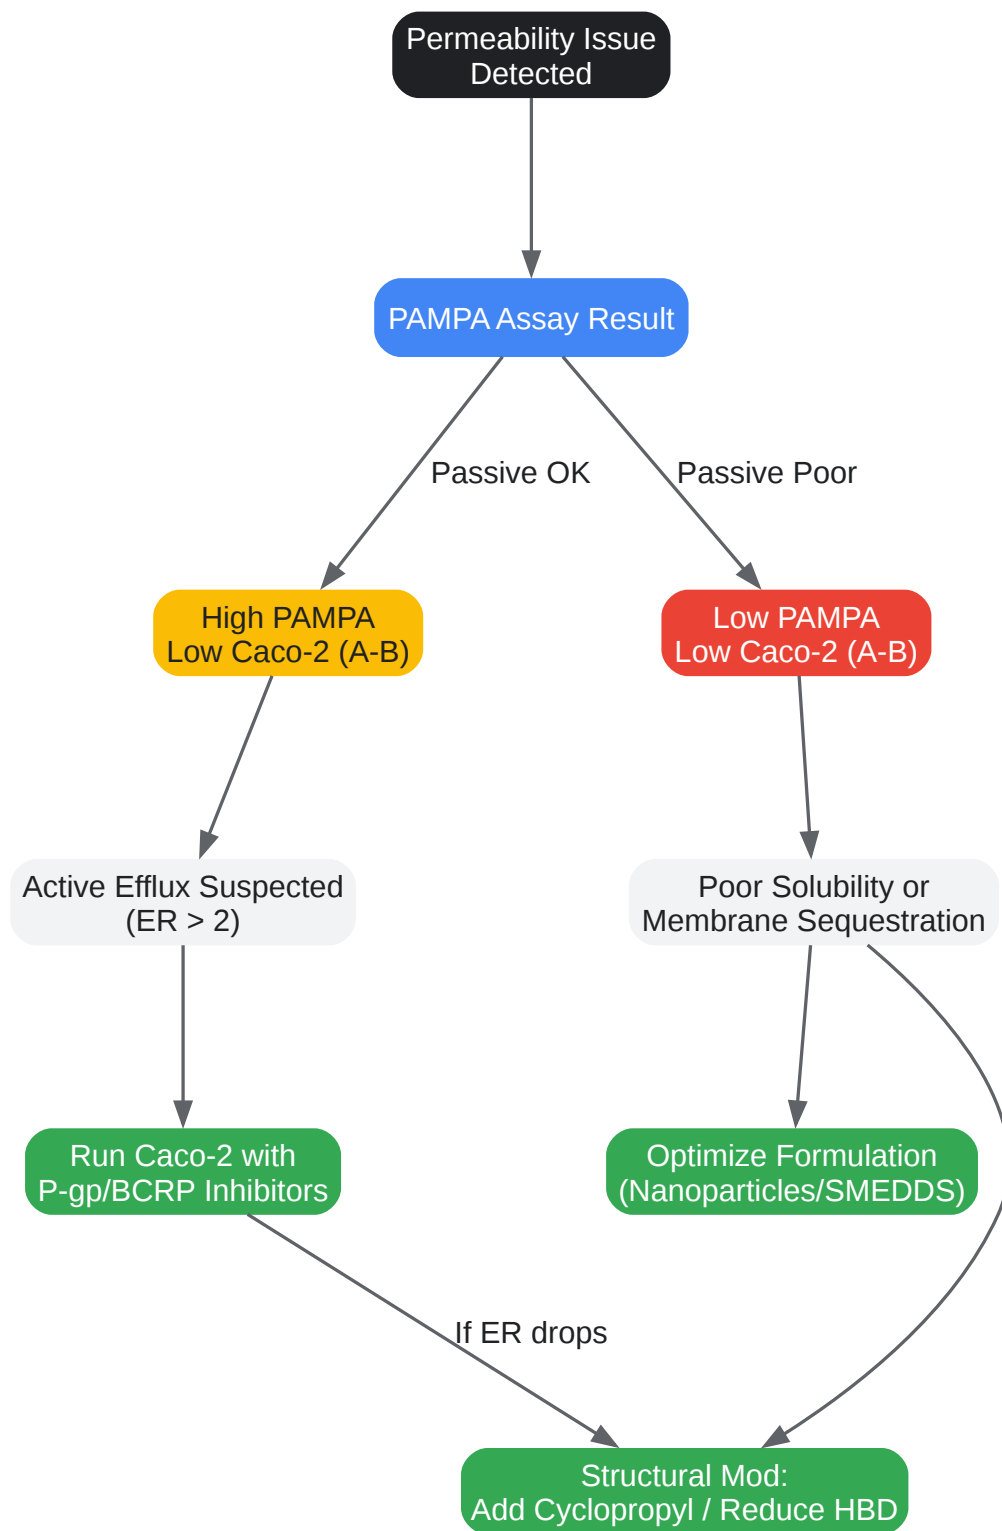 Permeability Issue
Detected
PAMPA Assay Result
Passive OK
Passive Poor
High PAMPA
Low Caco-2 (A-B)
Low PAMPA
Low Caco-2 (A-B)
Active Efflux Suspected
(ER > 2)
Poor Solubility or
Membrane Sequestration
Run Caco-2 with
P-gp/BCRP Inhibitors
Optimize Formulation
(Nanoparticles/SMEDDS)
If ER drops
Structural Mod:
Add Cyclopropyl / Reduce HBD